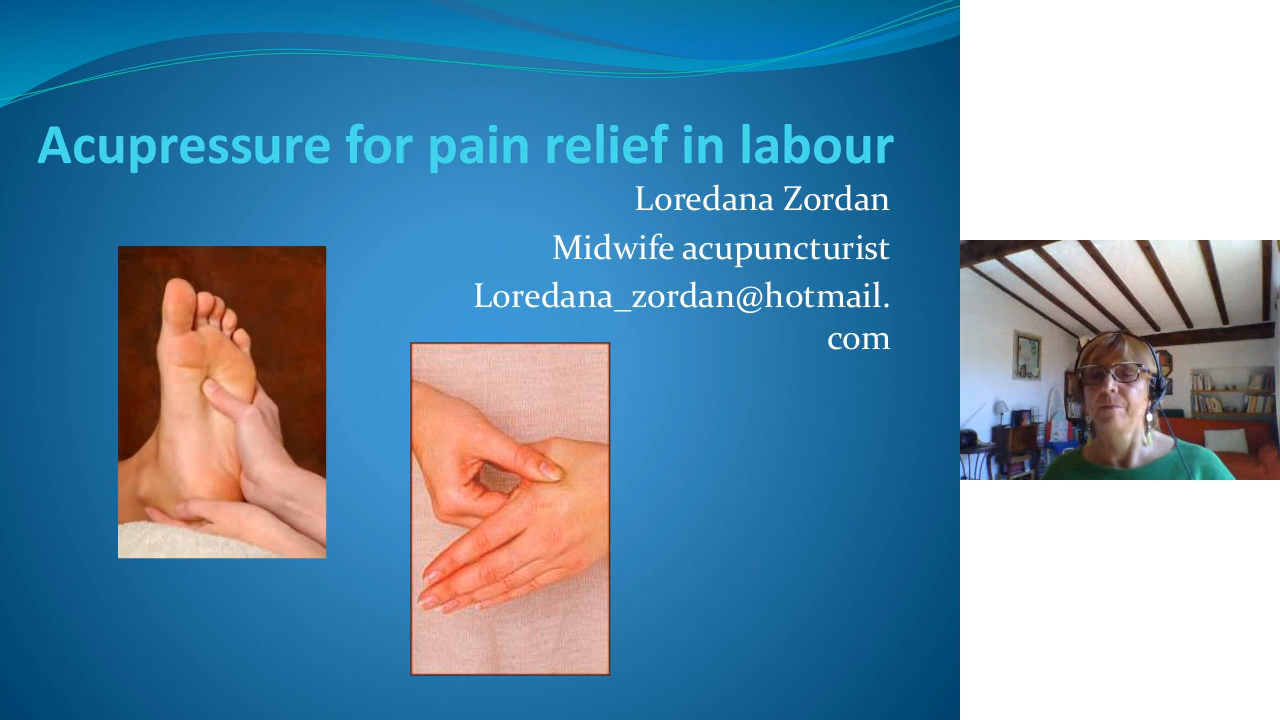 Acupressure for pain relief in labour
Loredana Zordan
Midwife acupuncturist
Loredana_zordan@hotmail.
com